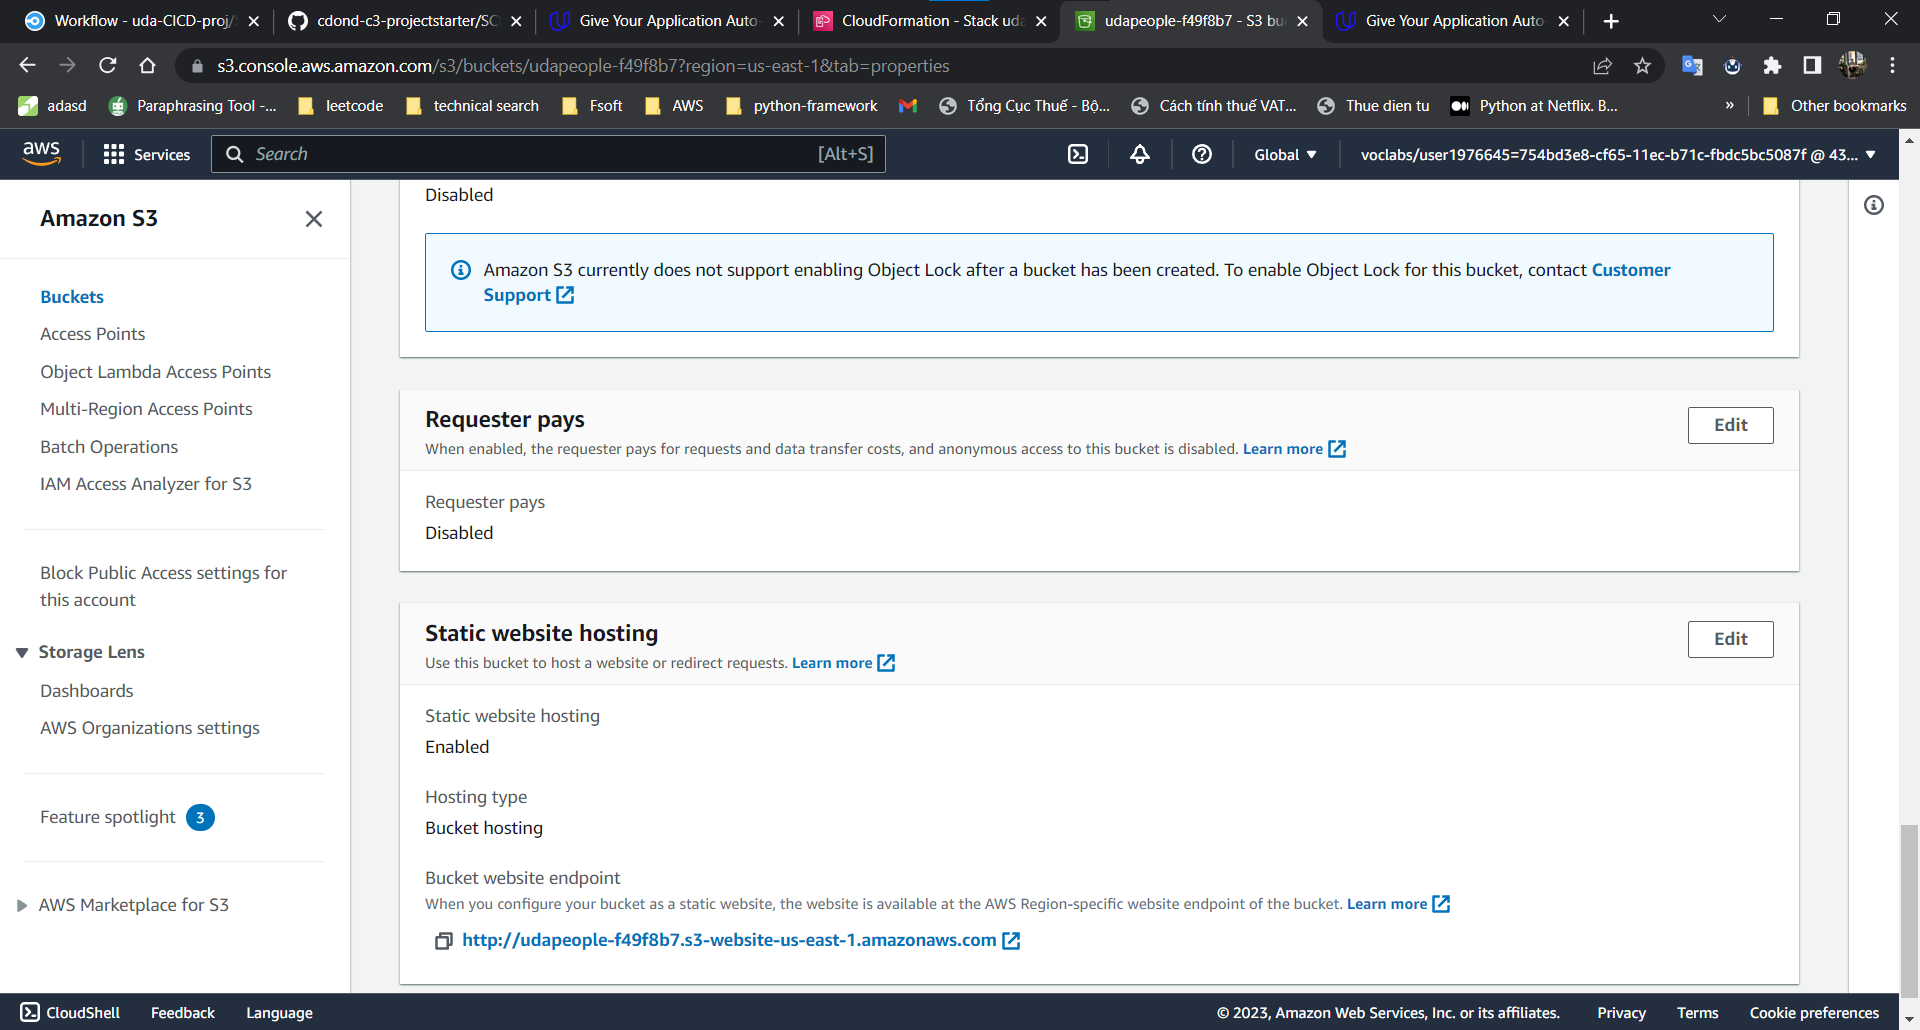 Workflow - uda-CICD-proj/
cdond-c3-projectstarter/SC
Give Your Application Auto-
CloudFormation - Stack uda
udapeople-f49f8b7 - S3 bu
Give Your Application Auto-
s3.console.aws.amazon.com/s3/buckets/udapeople-f49f8b7?region=us-east-1&tab=properties
adasd
Paraphrasing Tool -...
leetcode
technical search
Fsoft
AWS
python-framework
Tổng Cục Thuế - Bộ...
Cách tính thuế VAT...
Thue dien tu
Python at Netflix. B...
»
Other bookmarks
aws
Services
Search
[Alt+S]
Global
voclabs/user1976645=754bd3e8-cf65-11ec-b71c-fbdc5bc5087f @ 43...
Amazon S3
Buckets
Access Points
Object Lambda Access Points
Multi-Region Access Points
Batch Operations
IAM Access Analyzer for S3
Block Public Access settings for
this account
Storage Lens
Dashboards
AWS Organizations settings
Feature spotlight 3
AWS Marketplace for S3
Disabled
Amazon S3 currently does not support enabling Object Lock after a bucket has been created. To enable Object Lock for this bucket, contact Customer
Support
Requester pays
Edit
When enabled, the requester pays for requests and data transfer costs, and anonymous access to this bucket is disabled. Learn more
Requester pays
Disabled
Static website hosting
Edit
Use this bucket to host a website or redirect requests. Learn more
Static website hosting
Enabled
Hosting type
Bucket hosting
Bucket website endpoint
When you configure your bucket as a static website, the website is available at the AWS Region-specific website endpoint of the bucket. Learn more
http://udapeople-f49f8b7.s3-website-us-east-1.amazonaws.com
CloudShell
Feedback
Language
© 2023, Amazon Web Services, Inc. or its affiliates.
Privacy
Terms
Cookie preferences